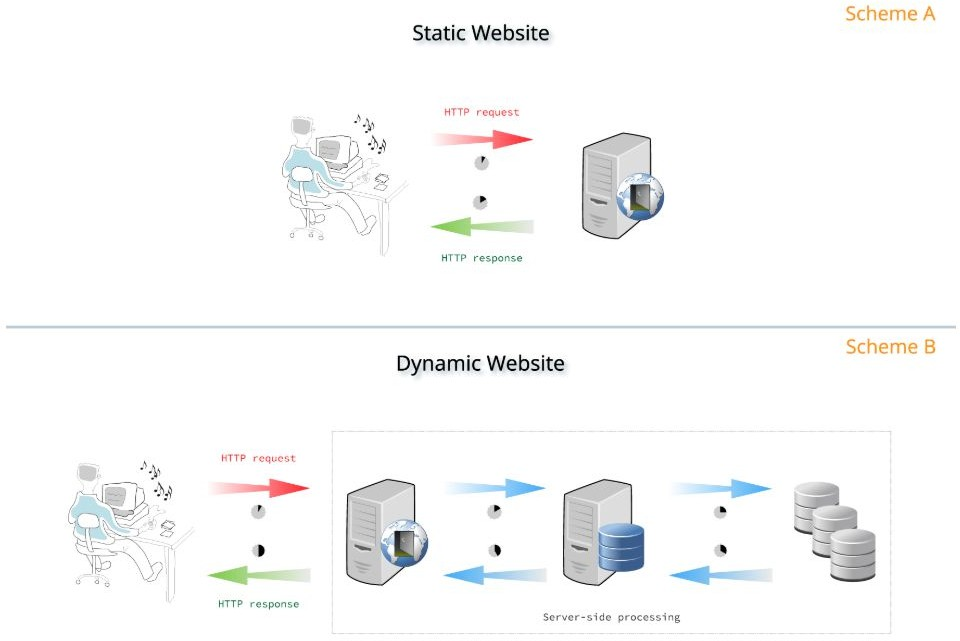 Scheme A
Static Website
HTTP request
HTTP response
Scheme B
Dynamic Website
HTTP request
HTTP response
Server-side processing